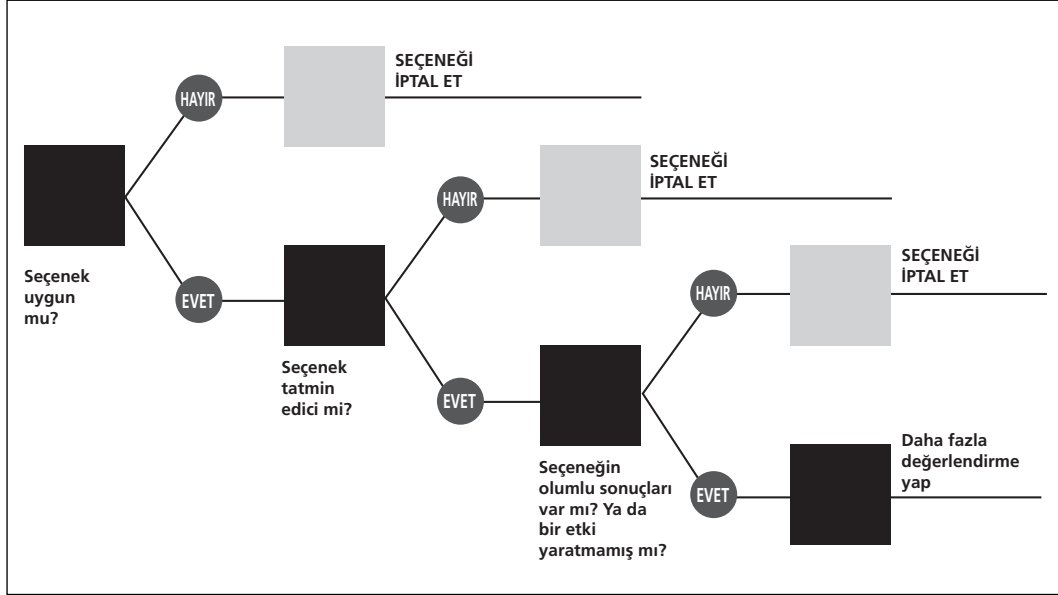 SEÇENEĞİ
İPTAL ET
HAYIR
SEÇENEĞİ
İPTAL ET
HAYIR
SEÇENEĞİ
İPTAL ET
Seçenek
uygun
mu?
EVET
HAYIR
Seçenek
tatmin
edici mi?
EVET
Daha fazla
değerlendirme
yap
Seçeneğin
olumlu sonuçları
var mı? Ya da
bir etki
yaratmamış mı?
EVET